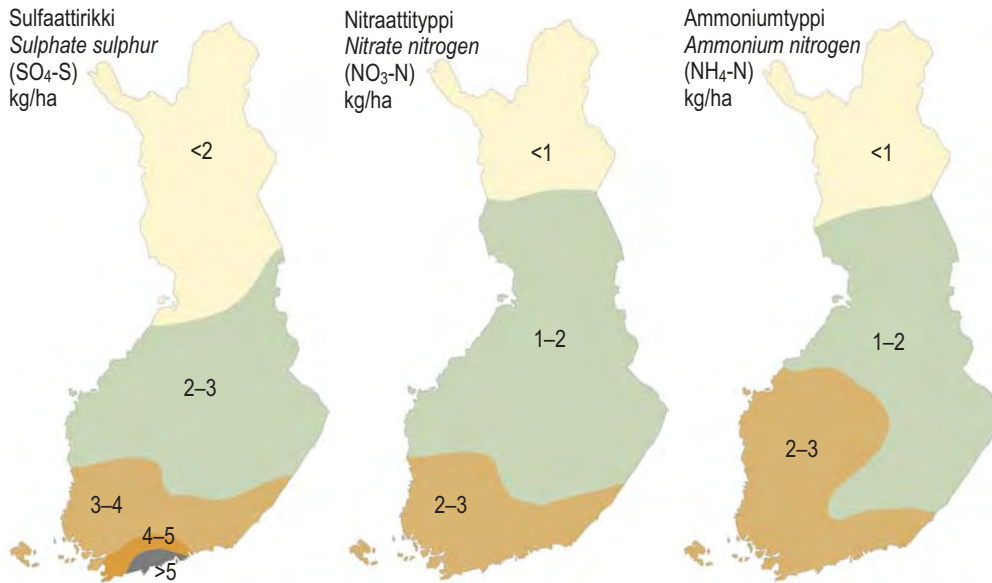 Sulfaattirikki
Sulphate sulphur
(SO₄-S)
kg/ha
<2
2–3
3–4
4–5
>5
Nitraattityppi
Nitrate nitrogen
(NO₃-N)
kg/ha
<1
1–2
2–3
Ammoniumtyppi
Ammonium nitrogen
(NH₄-N)
kg/ha
<1
1–2
2–3